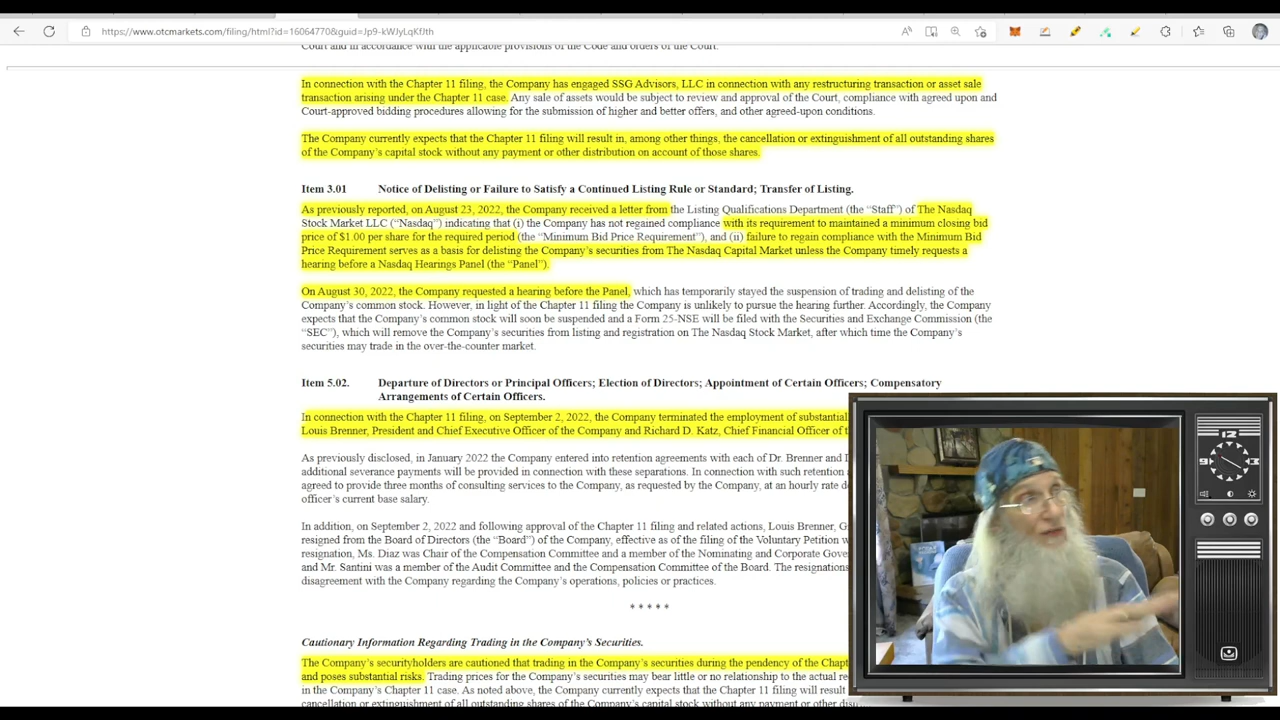 https://www.otcmarkets.com/filing/html?id=16064770&guid=Jp9-kWJyLqKfJth
Court and in accordance with the applicable provisions of the Code and orders of the Court.
In connection with the Chapter 11 filing, the Company has engaged SSG Advisors, LLC in connection with any restructuring transaction or asset sale
transaction arising under the Chapter 11 case. Any sale of assets would be subject to review and approval of the Court, compliance with agreed upon and
Court-approved bidding procedures allowing for the submission of higher and better offers, and other agreed-upon conditions.
The Company currently expects that the Chapter 11 filing will result in, among other things, the cancellation or extinguishment of all outstanding shares
of the Company's capital stock without any payment or other distribution on account of those shares.
Item 3.01 Notice of Delisting or Failure to Satisfy a Continued Listing Rule or Standard; Transfer of Listing.
As previously reported, on August 23, 2022, the Company received a letter from the Listing Qualifications Department (the “Staff”) of The Nasdaq
Stock Market LLC (“Nasdaq”) indicating that (i) the Company has not regained compliance with its requirement to maintained a minimum closing bid
price of $1.00 per share for the required period (the “Minimum Bid Price Requirement”), and (ii) failure to regain compliance with the Minimum Bid
Price Requirement serves as a basis for delisting the Company's securities from The Nasdaq Capital Market unless the Company timely requests a
hearing before a Nasdaq Hearings Panel (the “Panel”).
On August 30, 2022, the Company requested a hearing before the Panel, which has temporarily stayed the suspension of trading and delisting of the
Company's common stock. However, in light of the Chapter 11 filing the Company is unlikely to pursue the hearing further. Accordingly, the Company
expects that the Company's common stock will soon be suspended and a Form 25-NSE will be filed with the Securities and Exchange Commission (the
“SEC”), which will remove the Company's securities from listing and registration on The Nasdaq Stock Market, after which time the Company's
securities may trade in the over-the-counter market.
Item 5.02. Departure of Directors or Principal Officers; Election of Directors; Appointment of Certain Officers; Compensatory
Arrangements of Certain Officers.
In connection with the Chapter 11 filing, on September 2, 2022, the Company terminated the employment of substantial
Louis Brenner, President and Chief Executive Officer of the Company and Richard D. Katz, Chief Financial Officer of
As previously disclosed, in January 2022 the Company entered into retention agreements with each of Dr. Brenner and
additional severance payments will be provided in connection with these separations. In connection with such retention
agreed to provide three months of consulting services to the Company, as requested by the Company, at an hourly rate
officer's current base salary.
In addition, on September 2, 2022 and following approval of the Chapter 11 filing and related actions, Louis Brenner,
resigned from the Board of Directors (the “Board”) of the Company, effective as of the filing of the Voluntary Petition
resignation, Ms. Diaz was Chair of the Compensation Committee and a member of the Nominating and Corporate
and Mr. Santini was a member of the Audit Committee and the Compensation Committee of the Board. The resignations
disagreement with the Company regarding the Company's operations, policies or practices.
* * * * *
Cautionary Information Regarding Trading in the Company's Securities.
The Company's securityholders are cautioned that trading in the Company's securities during the pendency of the
and poses substantial risks. Trading prices for the Company's securities may bear little or no relationship to the actual
in the Company's Chapter 11 case. As noted above, the Company currently expects that the Chapter 11 filing will result
cancellation or extinguishment of all outstanding shares of the Company's capital stock without any payment or other
12
9
3